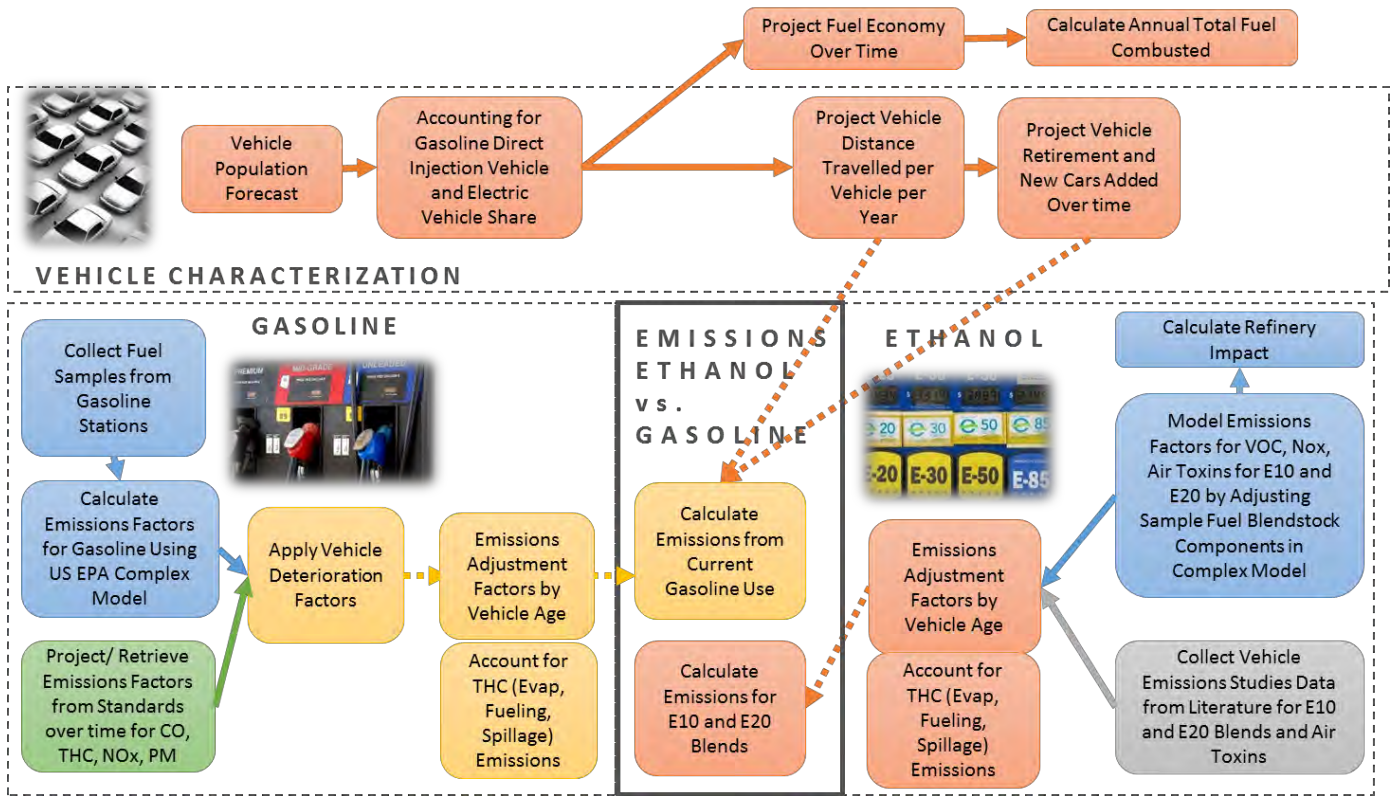 Project Fuel Economy
Over Time
Calculate Annual Total Fuel
Combusted
Vehicle
Population
Forecast
Accounting for
Gasoline Direct
Injection Vehicle
and Electric
Vehicle Share
Project Vehicle
Distance
Travelled per
Vehicle per
Year
Project Vehicle
Retirement and
New Cars Added
Over time
VEHICLE CHARACTERIZATION
GASOLINE
Collect Fuel
Samples from
Gasoline
Stations
Calculate
Emissions Factors
for Gasoline Using
US EPA Complex
Model
Project/ Retrieve
Emissions Factors
from Standards
over time for CO,
THC, NOx, PM
MID-GRADE
UNLEADED
89
Apply Vehicle
Deterioration
Factors
Emissions
Adjustment
Factors by
Vehicle Age
Account for
THC (Evap,
Fueling,
Spillage)
Emissions
EMISSIONS
ETHANOL
vs.
GASOLINE
Calculate
Emissions from
Current
Gasoline Use
Calculate
Emissions for
E10 and E20
Blends
ETHANOL
e 20
e 30
e 50
e 85
E-20
E-30
E-50
E-85
Emissions
Adjustment
Factors by
Vehicle Age
Account for
THC (Evap,
Fueling,
Spillage)
Emissions
Calculate Refinery
Impact
Model Emissions
Factors for VOC, Nox,
Air Toxins for E10 and
E20 by Adjusting
Sample Fuel Blendstock
Components in
Complex Model
Collect Vehicle
Emissions Studies Data
from Literature for E10
and E20 Blends and Air
Toxins